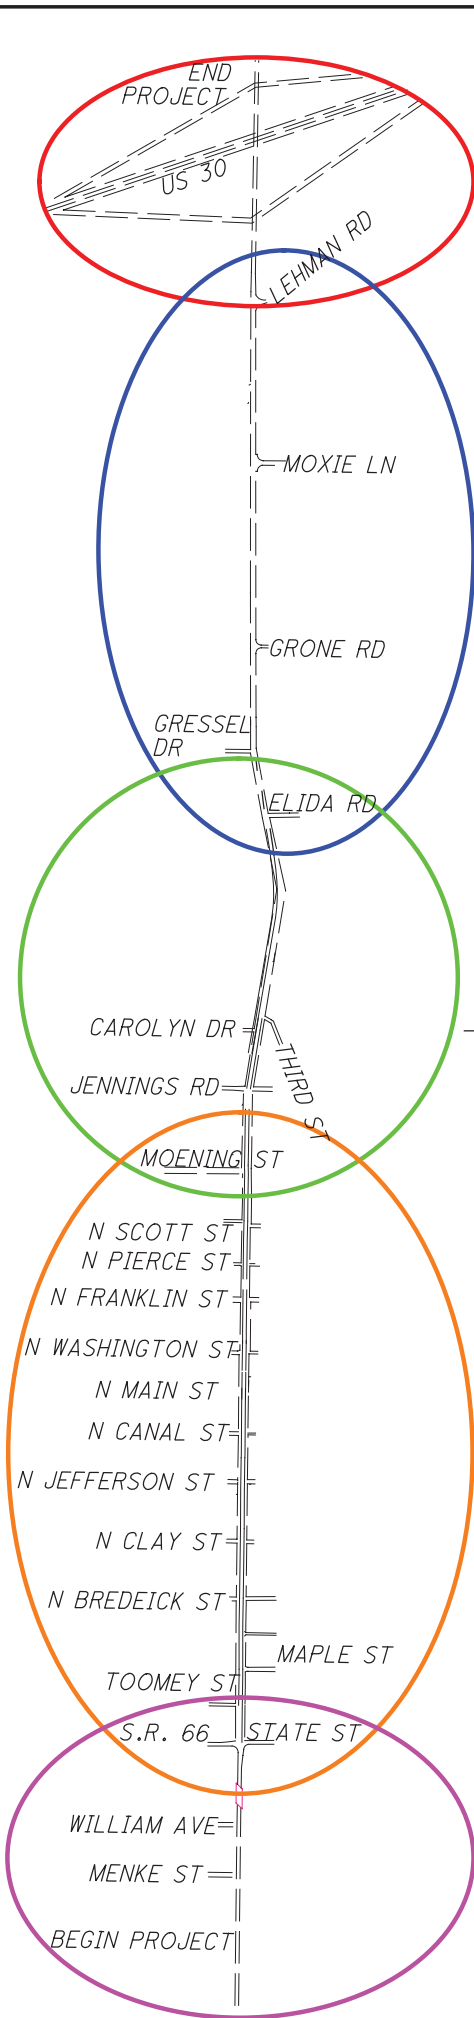 END
PROJECT
US 30
LEHMAN RD
MOXIE LN
GRONE RD
GRESSEL
DR
ELIDA RD
CAROLYN DR
THIRD ST
JENNINGS RD
MOENING ST
N SCOTT ST
N PIERCE ST
N FRANKLIN ST
N WASHINGTON ST
N MAIN ST
N CANAL ST
N JEFFERSON ST
N CLAY ST
N BREDEICK ST
MAPLE ST
TOOMEY ST
S.R. 66 STATE ST
WILLIAM AVE
MENKE ST
BEGIN PROJECT